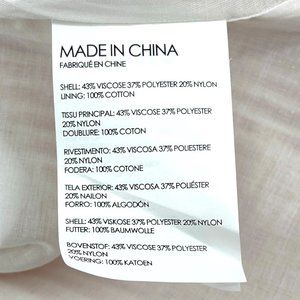 MADE IN CHINA
FABRIQUÉ EN CHINE
SHELL: 43% VISCOSE 37% POLYESTER 20% NYLON
LINING: 100% COTTON
TISSU PRINCIPAL: 43% VISCOSE 37% POLYESTER
20% NYLON
DOUBLURE: 100% COTON
RIVESTIMENTO: 43% VISCOSA 37% POLIESTERE
20% NYLON
FODERA: 100% COTONE
TELA EXTERIOR: 43% VISCOSA 37% POLIÉSTER
20% NAILON
FORRO: 100% ALGODÓN
SHELL: 43% VISKOSE 37% POLYESTER 20% NYLON
FUTTER: 100% BAUMWOLLE
BOVENSTOF: 43% VISCOSE 37% POLYESTER
20% NYLON
VOERING: 100% KATOEN